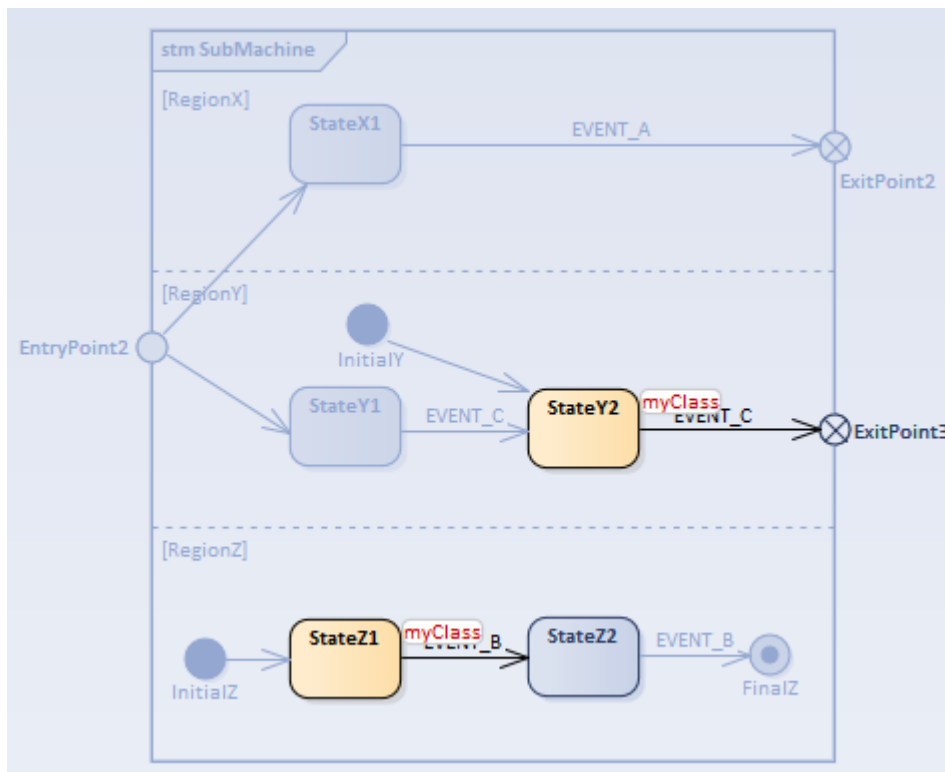 stm SubMachine
[RegionX]
StateX1
EVENT_A
ExitPoint2
[RegionY]
EntryPoint2
InitialY
StateY1
EVENT_C
StateY2
myClass
EVENT_C
ExitPoint3
[RegionZ]
StateZ1
myClass
EVENT_B
StateZ2
EVENT_B
InitialZ
FinalZ